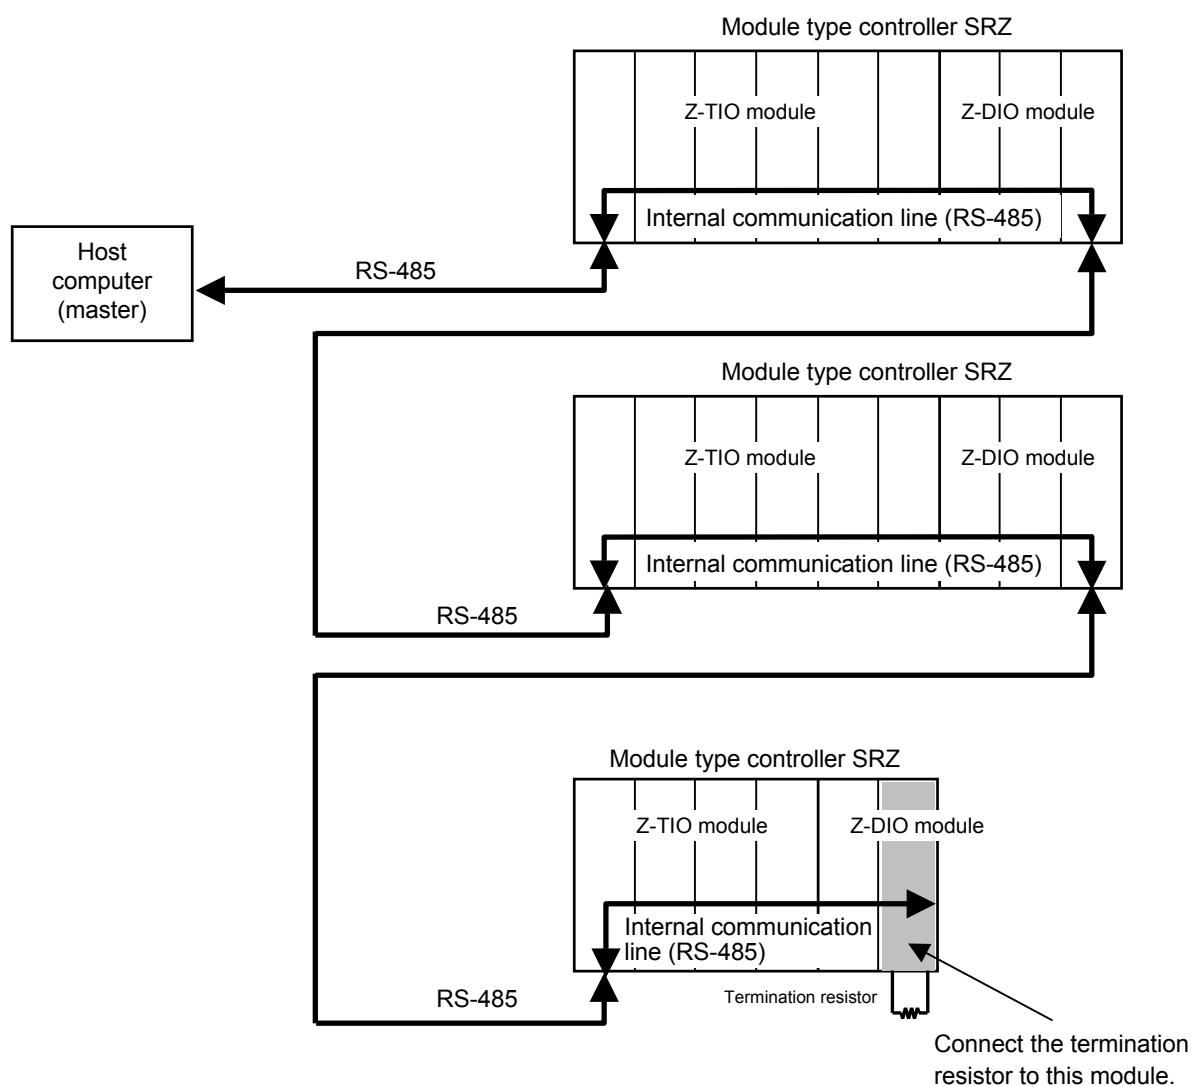 Module type controller SRZ
Z-TIO module
Z-DIO module
Internal communication line (RS-485)
Host
computer
(master)
RS-485
Module type controller SRZ
Z-TIO module
Z-DIO module
Internal communication line (RS-485)
RS-485
Module type controller SRZ
Z-TIO module
Z-DIO module
Internal communication
line (RS-485)
RS-485
Termination resistor
Connect the termination
resistor to this module.